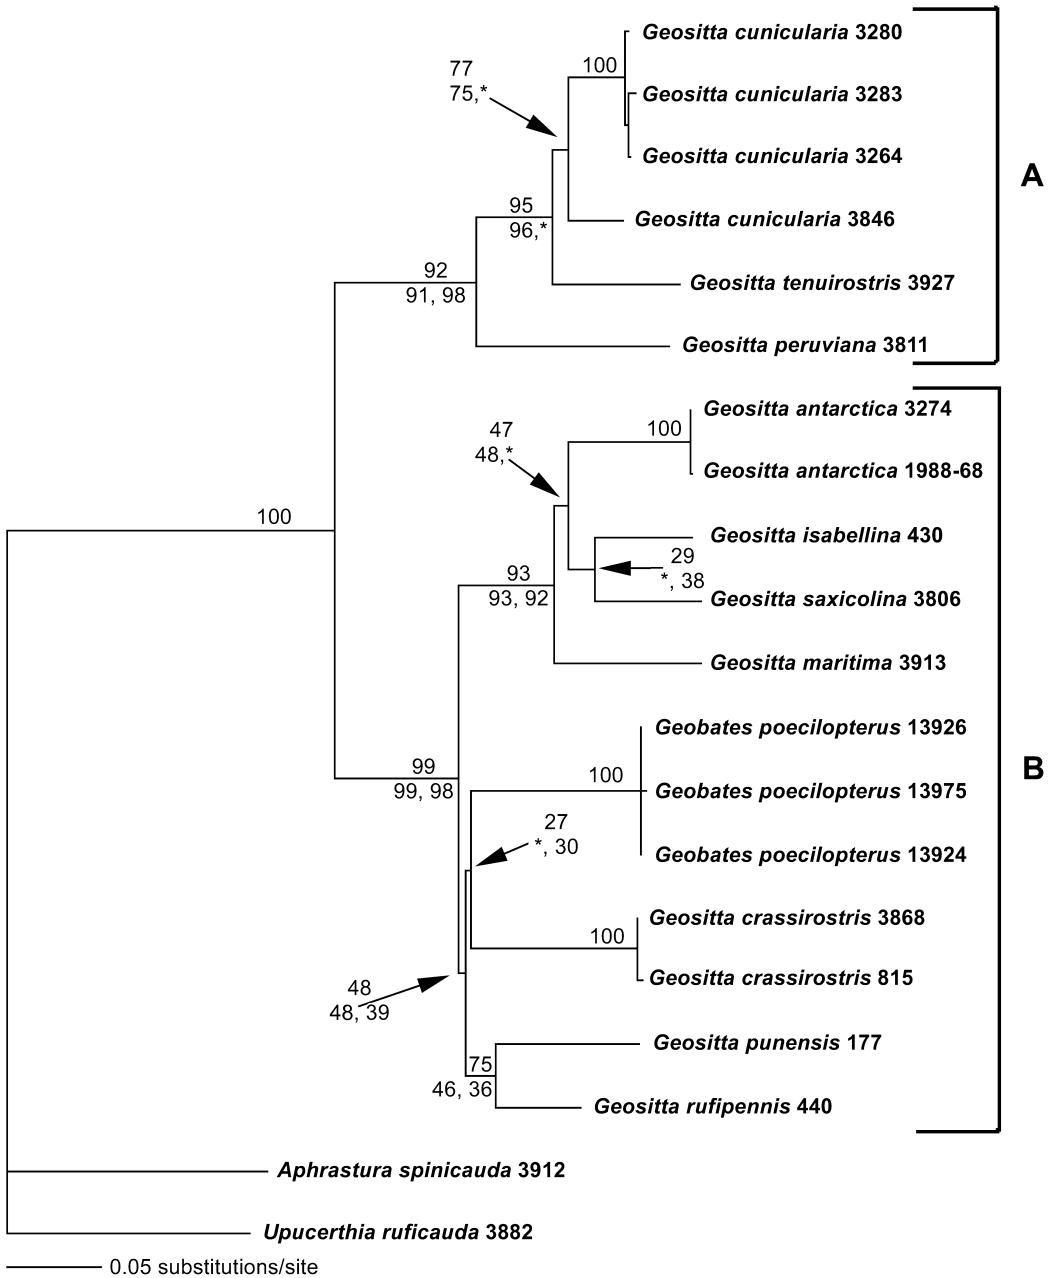 Geositta cunicularia 3280
100
77
75,*
Geositta cunicularia 3283
Geositta cunicularia 3264
A
95
96,*
Geositta cunicularia 3846
92
91, 98
Geositta tenuirostris 3927
Geositta peruviana 3811
Geositta antarctica 3274
47
48,*
100
Geositta antarctica 1988-68
100
Geositta isabellina 430
29
*, 38
93
93, 92
Geositta saxicolina 3806
Geositta maritima 3913
Geobates poecilopterus 13926
99
99, 98
100
Geobates poecilopterus 13975
B
27
*, 30
Geobates poecilopterus 13924
Geositta crassirostris 3868
100
Geositta crassirostris 815
48
48, 39
Geositta punensis 177
75
46, 36
Geositta rufipennis 440
Aphrastura spinicauda 3912
Upucerthia ruficauda 3882
0.05 substitutions/site